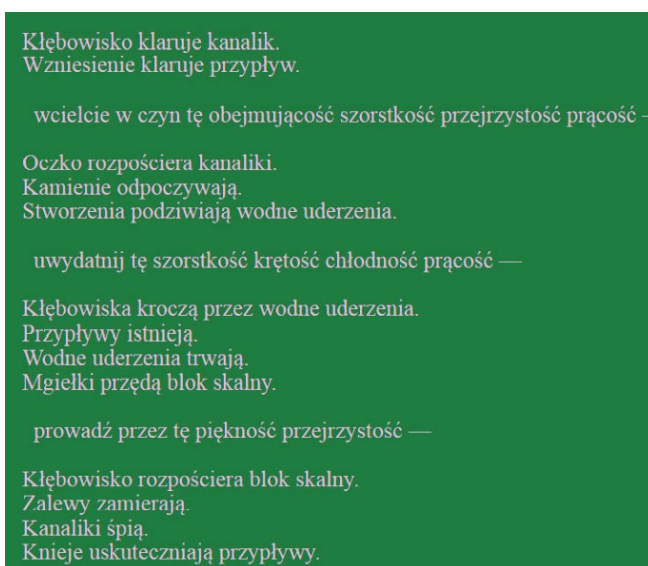 Kłębowisko klaruje kanalik.
Wzniesienie klaruje przypływ.
wcielcie w czyn tę obejmującość szorstkość przejrzystość prącość -
Oczko rozpościera kanaliki.
Kamienie odpoczywają.
Stworzenia podziwiają wodne uderzenia.
uwydatnij tę szorstkość krętość chłodność prącość —
Kłębowiska kroczą przez wodne uderzenia.
Przypływy istnieją.
Wodne uderzenia trwają.
Mgiełki przędą blok skalny.
prowadź przez tę piękność przejrzystość —
Kłębowisko rozpościera blok skalny.
Zalewy zamierają.
Kanaliki śpią.
Knieje uskuteczniają przypływy.